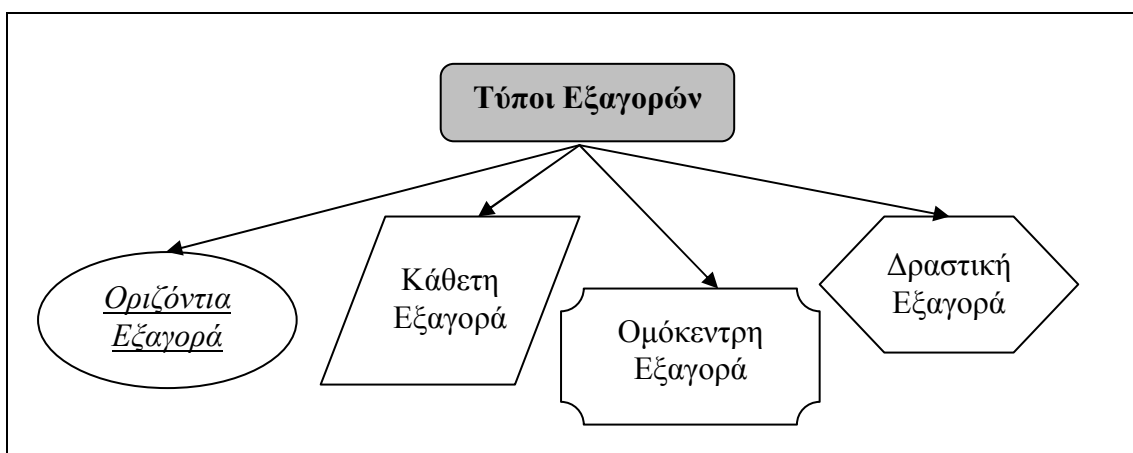 Τύποι Εξαγορών
Οριζόντια
Εξαγορά
Κάθετη
Εξαγορά
Ομόκεντρη
Εξαγορά
Δραστική
Εξαγορά